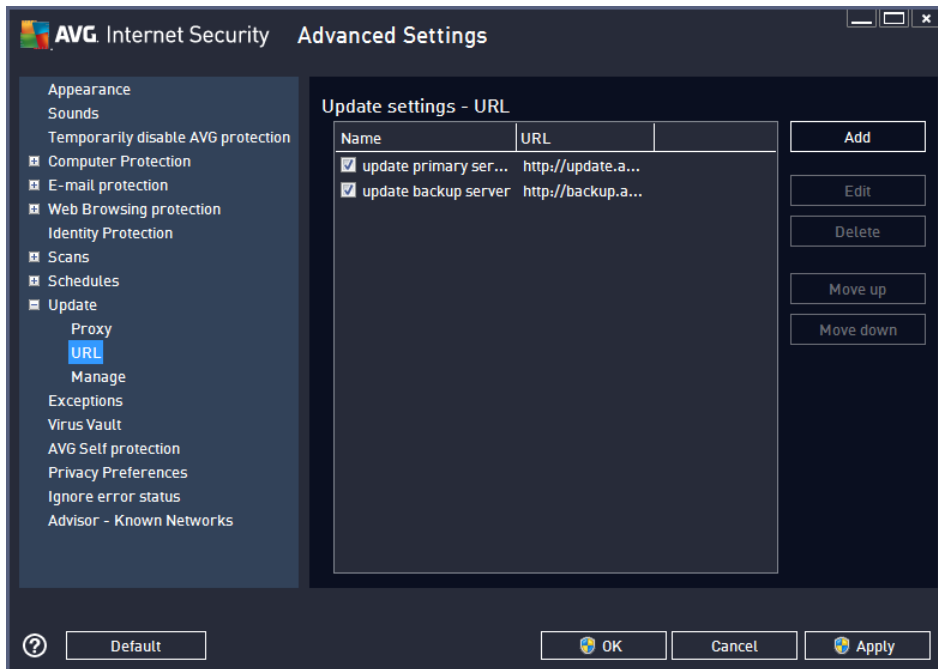 AVG. Internet Security Advanced Settings
Appearance
Sounds
Temporarily disable AVG protection
Computer Protection
E-mail protection
Web Browsing protection
Identity Protection
Scans
Schedules
Update
Proxy
URL
Manage
Exceptions
Virus Vault
AVG Self protection
Privacy Preferences
Ignore error status
Advisor - Known Networks
Update settings - URL
Name URL
update primary ser... http://update.a...
update backup server http://backup.a...
Add
Edit
Delete
Move up
Move down
? Default OK Cancel Apply